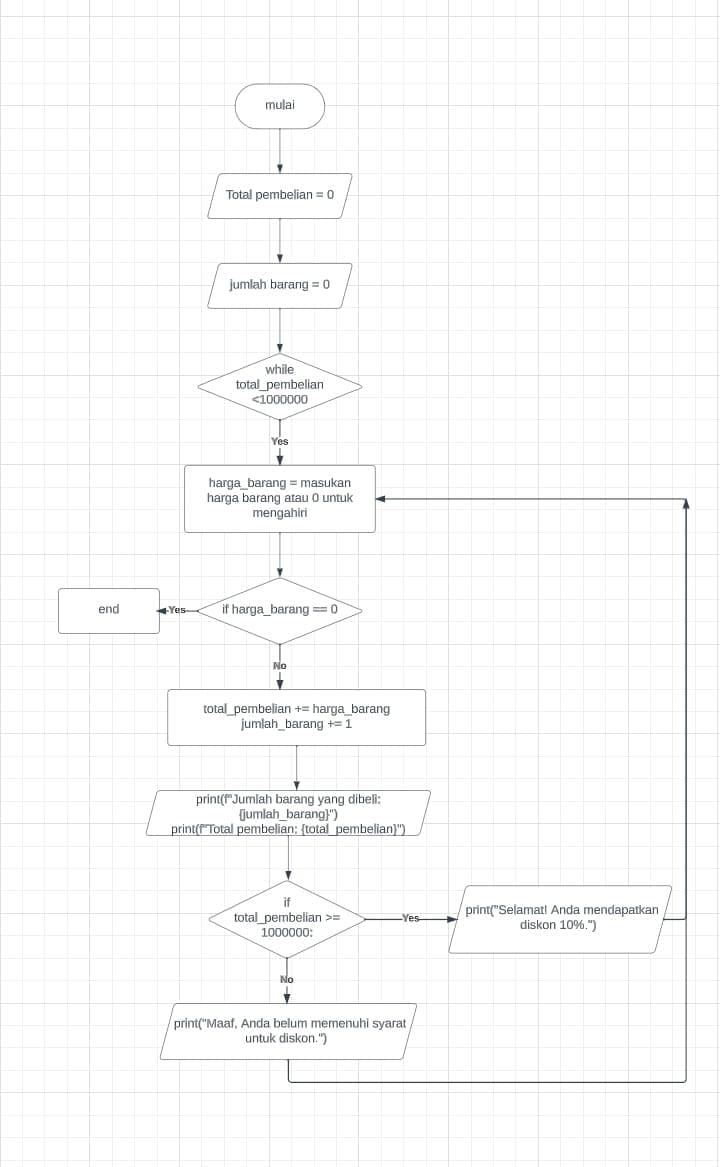 mulai
Total pembelian = 0
jumlah barang = 0
while
total_pembelian
<1000000
Yes
harga_barang = masukan
harga barang atau 0 untuk
mengahiri
end
Yes
if harga_barang == 0
No
total_pembelian += harga_barang
jumlah_barang += 1
print(f"Jumlah barang yang dibeli:
{jumlah_barang}")
print(f"Total pembelian: {total_pembelian}")
if
total_pembelian >=
1000000:
Yes
print("Selamat! Anda mendapatkan
diskon 10%.")
No
print("Maaf, Anda belum memenuhi syarat
untuk diskon.")